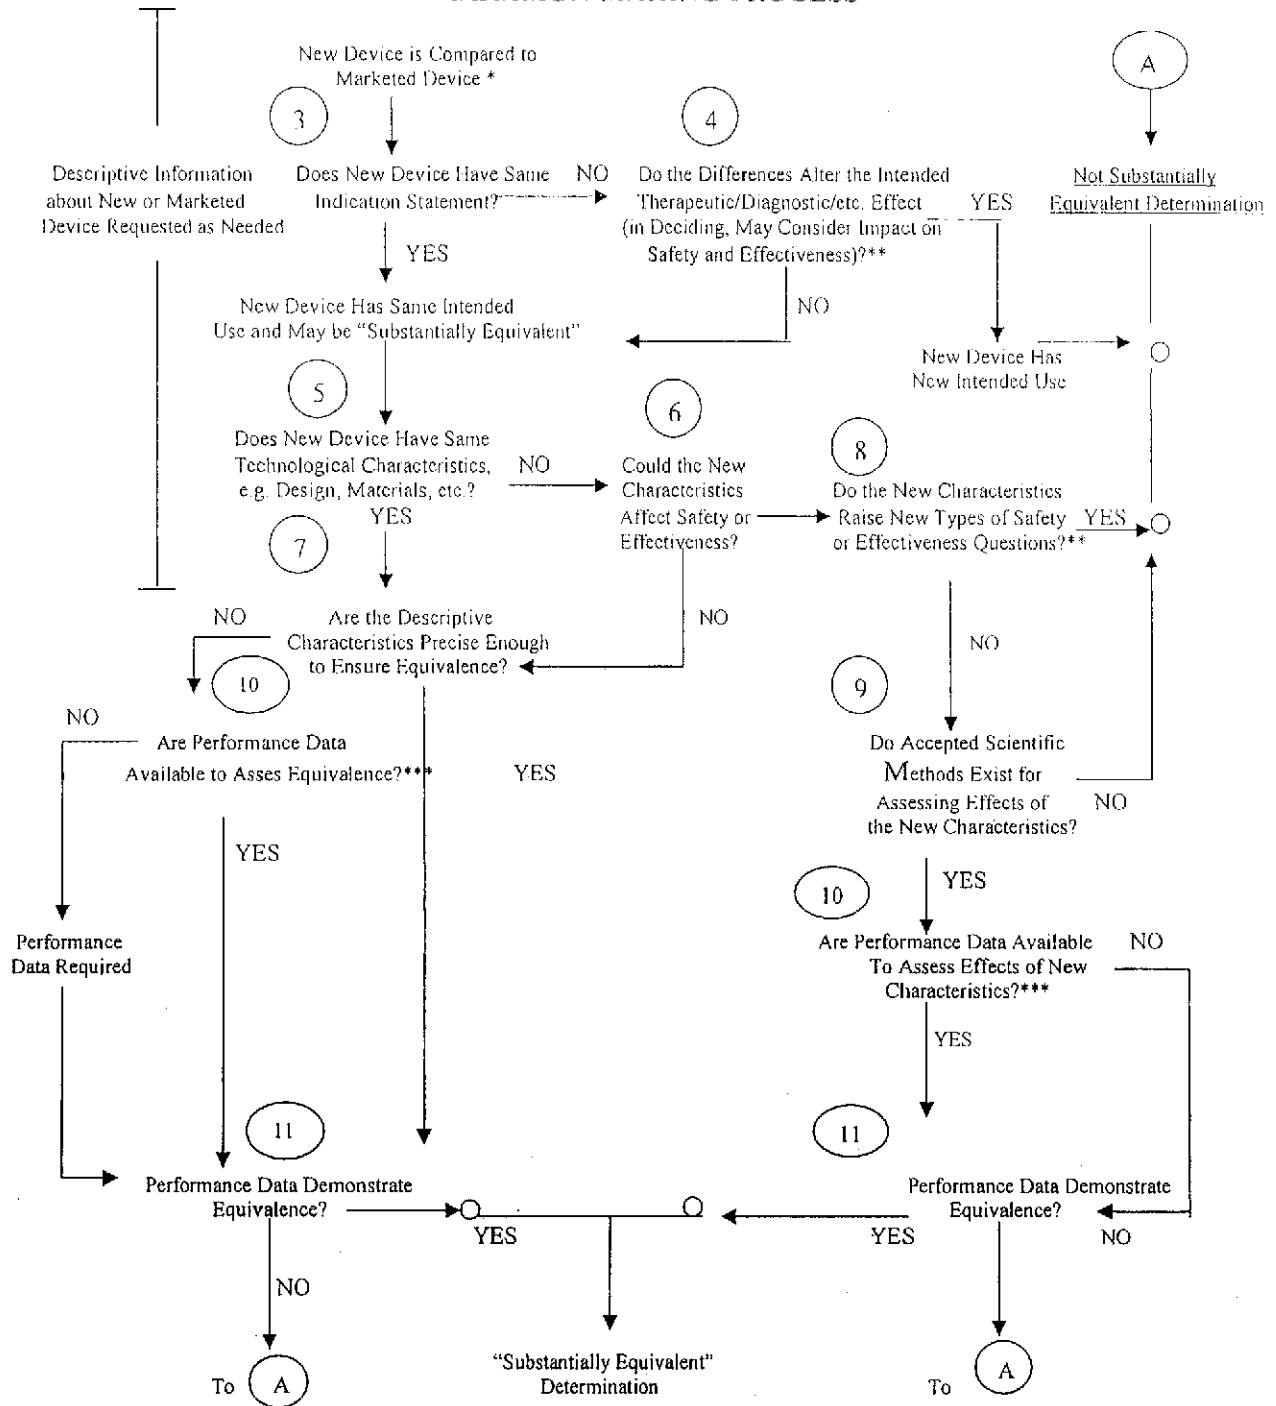 DECISION MAKING PROCESS
New Device is Compared to
Marketed Device *
A
3
4
Descriptive Information
about New or Marketed
Device Requested as Needed
Does New Device Have Same
Indication Statement?
NO
Do the Differences Alter the Intended
Therapeutic/Diagnostic/etc. Effect
(in Deciding, May Consider Impact on
Safety and Effectiveness)?**
YES
Not Substantially
Equivalent Determination
YES
NO
New Device Has Same Intended
Use and May be “Substantially Equivalent”
New Device Has
New Intended Use
5
6
8
Does New Device Have Same
Technological Characteristics,
e.g. Design, Materials, etc.?
NO
Could the New
Characteristics
Affect Safety or
Effectiveness?
Do the New Characteristics
Raise New Types of Safety
or Effectiveness Questions?**
YES
YES
7
NO
Are the Descriptive
Characteristics Precise Enough
to Ensure Equivalence?
NO
NO
10
9
NO
Are Performance Data
Available to Asses Equivalence?***
YES
Do Accepted Scientific
Methods Exist for
Assessing Effects of
the New Characteristics?
NO
YES
YES
10
Performance
Data Required
Are Performance Data Available
To Assess Effects of New
Characteristics?***
NO
YES
11
11
Performance Data Demonstrate
Equivalence?
YES
Performance Data Demonstrate
Equivalence?
YES
NO
NO
To
A
“Substantially Equivalent”
Determination
To
A